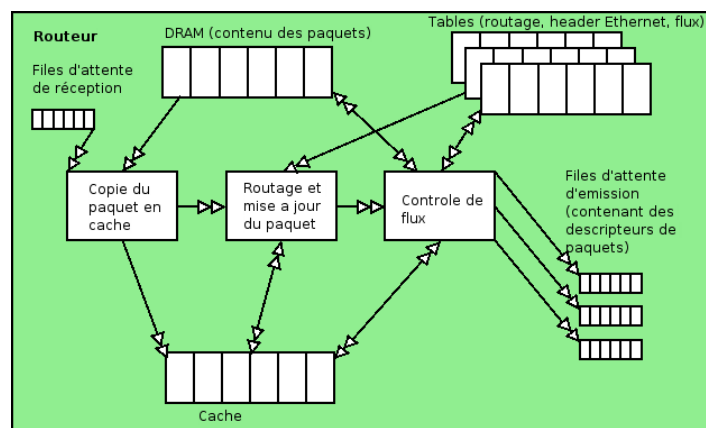 Routeur
DRAM (contenu des paquets)
Tables (routage, header Ethernet, flux)
Files d'attente
de réception
Copie du
paquet en
cache
Routage et
mise a jour
du paquet
Controle de
flux
Files d'attente
d'emission
(contenant des
descripteurs de
paquets)
Cache